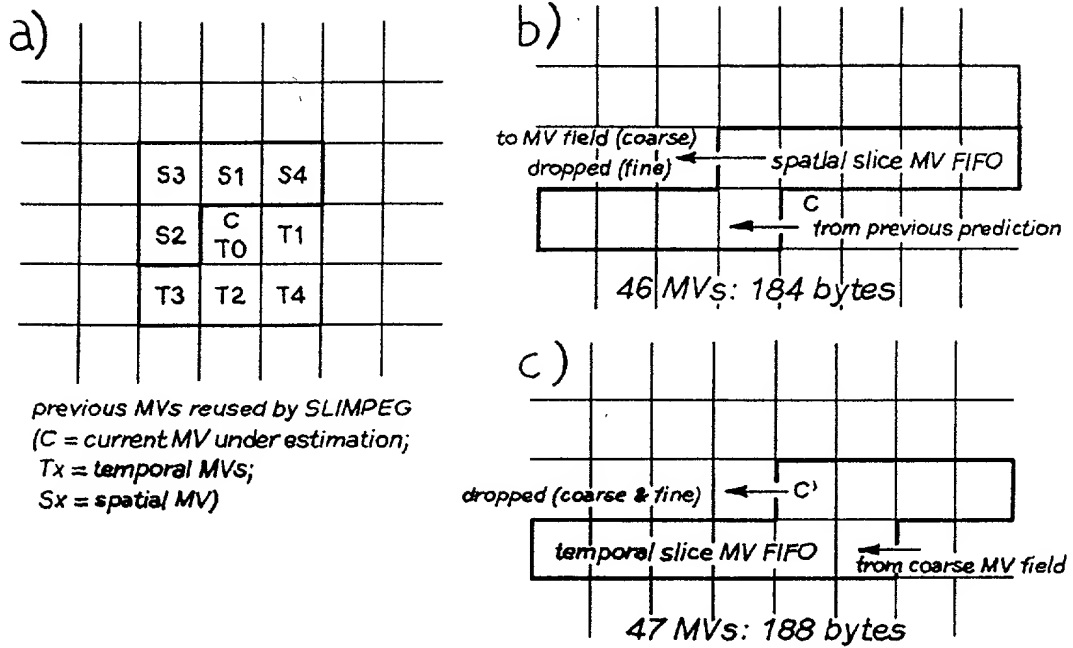 a)
S3 S1 S4
S2 C T1
T0
T3 T2 T4
previous MVs reused by SLIMPEG
(C = current MV under estimation;
Tx = temporal MVs;
Sx = spatial MV)
b)
to MV field (coarse)
dropped (fine)
spatial slice MV FIFO
C
from previous prediction
46 MVs: 184 bytes
c)
dropped (coarse & fine)
C'
temporal slice MV FIFO
from coarse MV field
47 MVs: 188 bytes